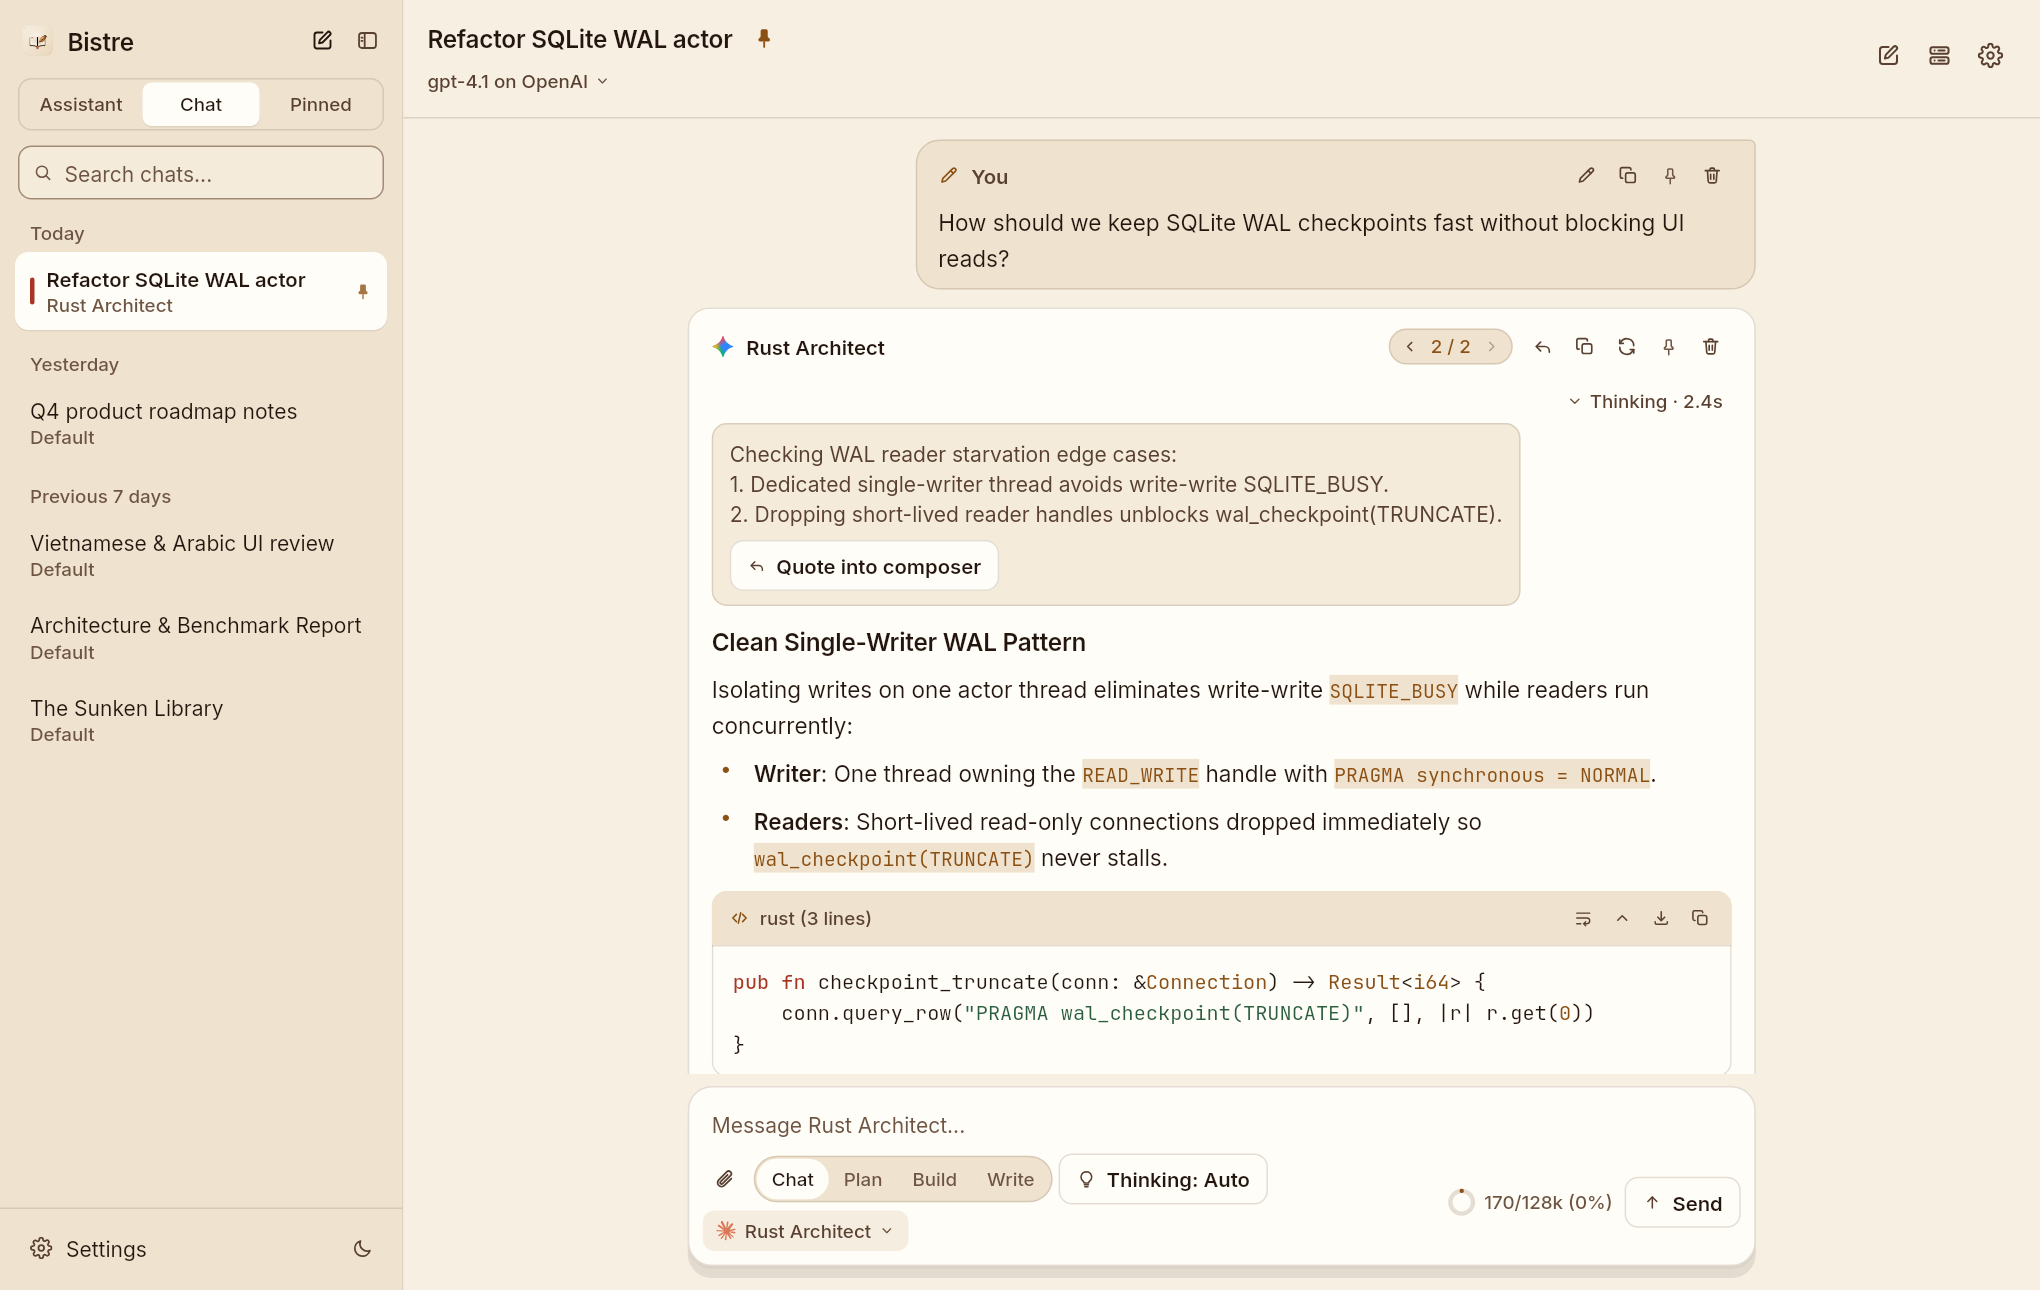 Bistre
Assistant
Chat
Pinned
Search chats...
Today
Refactor SQLite WAL actor
Rust Architect
Yesterday
Q4 product roadmap notes
Default
Previous 7 days
Vietnamese & Arabic UI review
Default
Architecture & Benchmark Report
Default
The Sunken Library
Default
Settings
Refactor SQLite WAL actor
gpt-4.1 on OpenAI
You
How should we keep SQLite WAL checkpoints fast without blocking UI
reads?
Rust Architect
2 / 2
Thinking · 2.4s
Checking WAL reader starvation edge cases:
1. Dedicated single-writer thread avoids write-write SQLITE_BUSY.
2. Dropping short-lived reader handles unblocks wal_checkpoint(TRUNCATE).
Quote into composer
Clean Single-Writer WAL Pattern
Isolating writes on one actor thread eliminates write-write SQLITE_BUSY while readers run
concurrently:
• Writer: One thread owning the READ_WRITE handle with PRAGMA synchronous = NORMAL.
• Readers: Short-lived read-only connections dropped immediately so
wal_checkpoint(TRUNCATE) never stalls.
</> rust (3 lines)
pub fn checkpoint_truncate(conn: &Connection) -> Result<i64> {
    conn.query_row("PRAGMA wal_checkpoint(TRUNCATE)", [], |r| r.get(0))
}
Message Rust Architect...
Chat
Plan
Build
Write
Thinking: Auto
170/128k (0%)
Send
Rust Architect